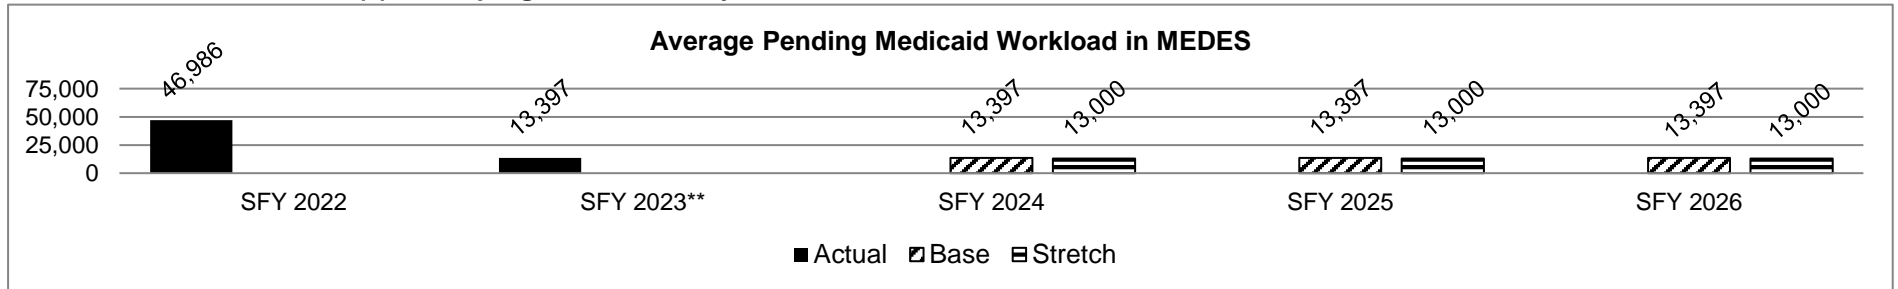 Average Pending Medicaid Workload in MEDES
46,986
13,397
13,397
13,000
13,397
13,000
13,397
13,000
75,000
50,000
25,000
0
SFY 2022
SFY 2023**
SFY 2024
SFY 2025
SFY 2026
Actual Base Stretch